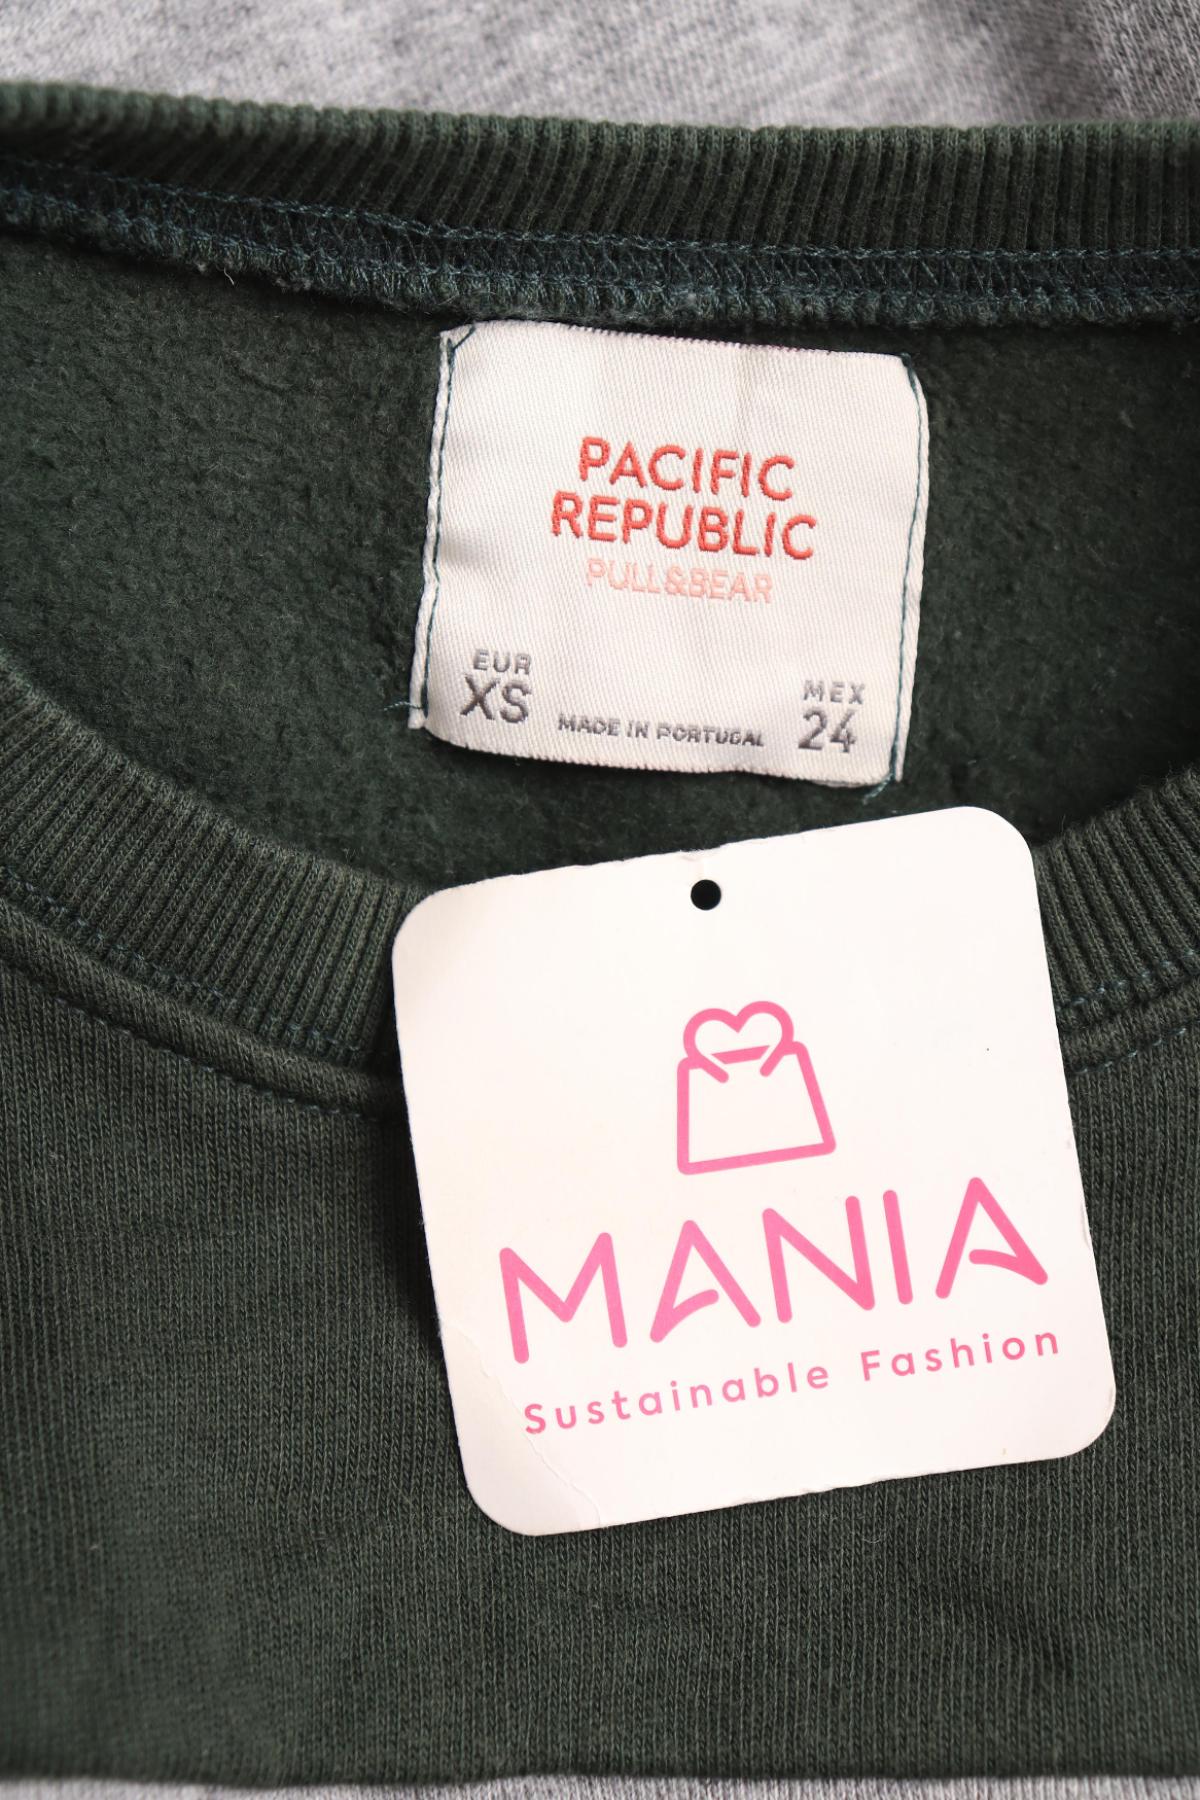 PACIFIC
REPUBLIC
PULL&BEAR
EUR
XS
MADE IN PORTUGAL
MEX
24
MANIA
Sustainable Fashion